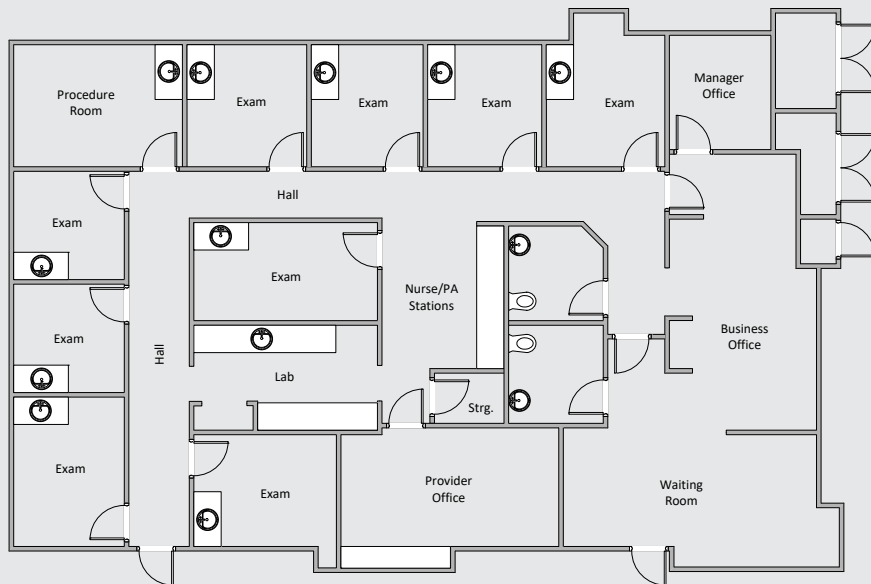 Procedure
Room
Exam
Exam
Exam
Exam
Manager
Office
Hall
Exam
Exam
Nurse/PA
Stations
Exam
Hall
Lab
Business
Office
Strg.
Exam
Exam
Provider
Office
Waiting
Room